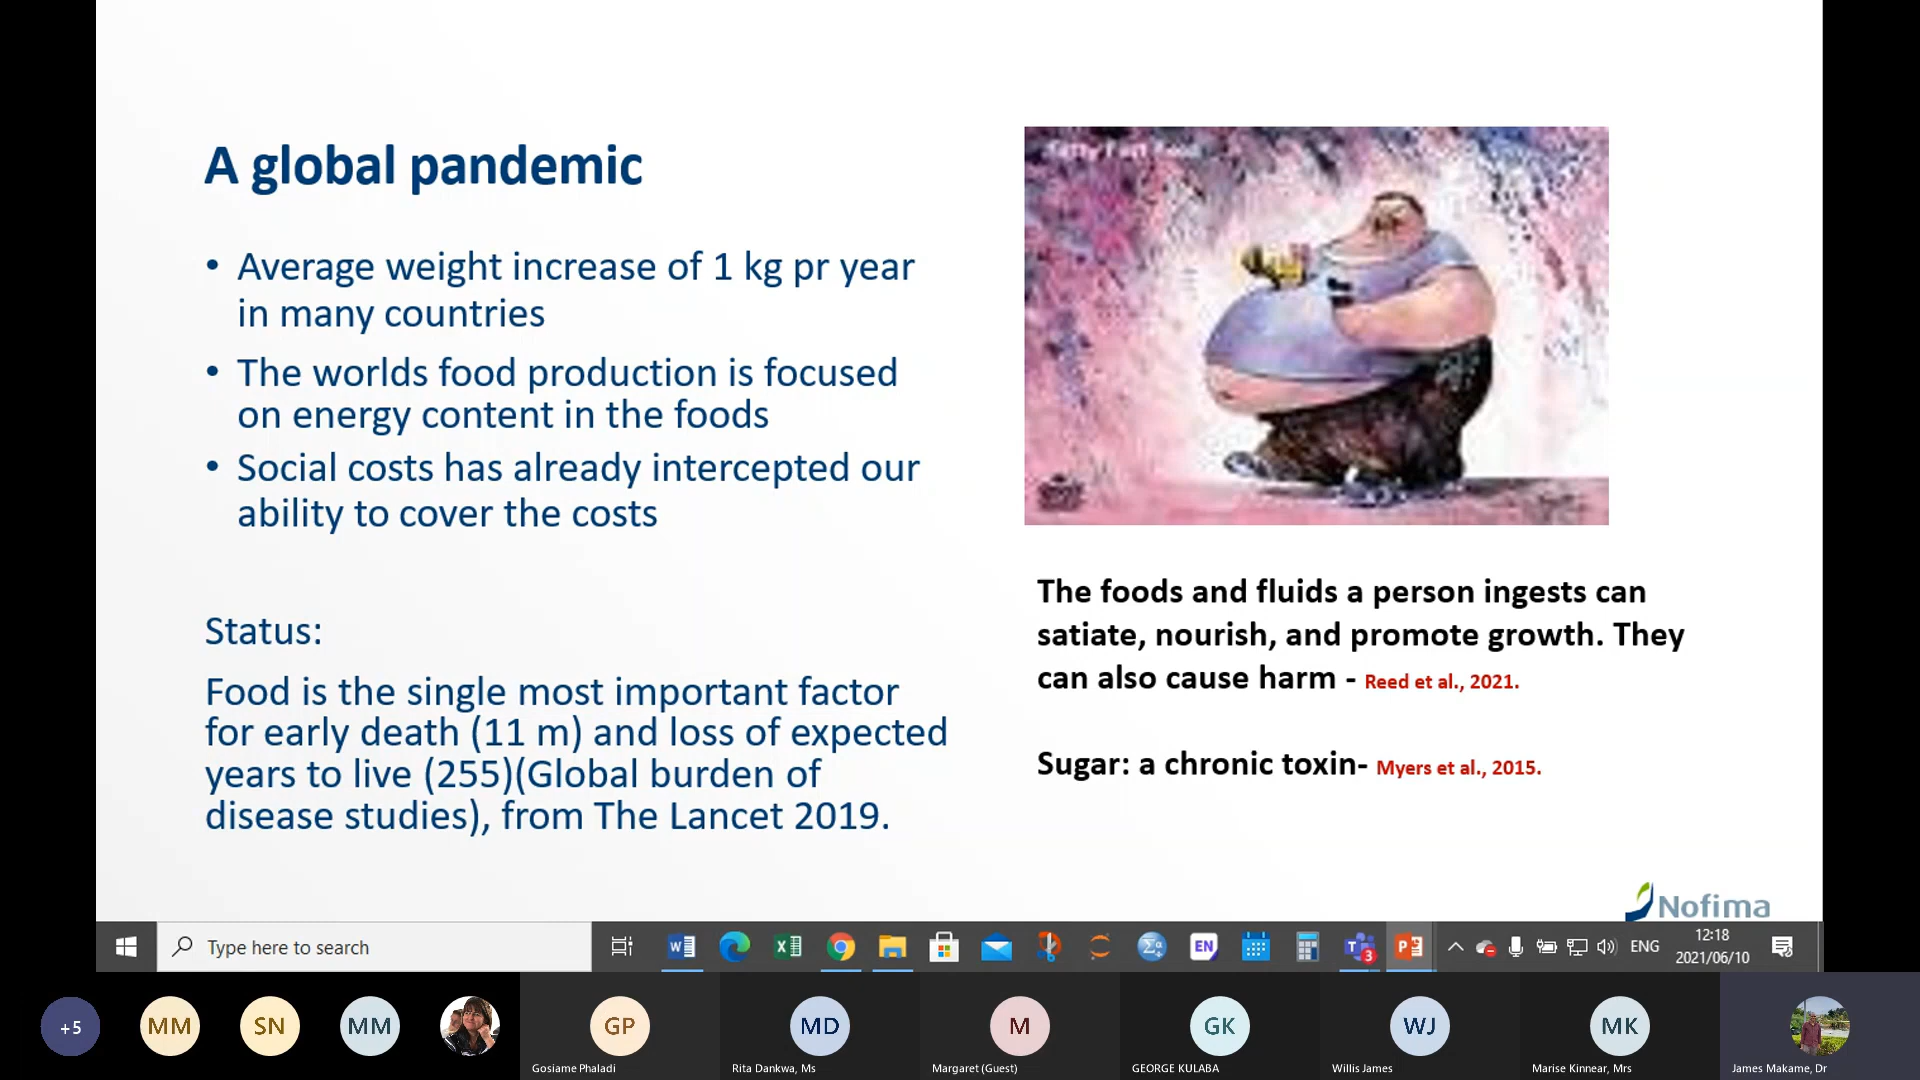 A global pandemic
• Average weight increase of 1 kg pr year
in many countries
• The worlds food production is focused
on energy content in the foods
• Social costs has already intercepted our
ability to cover the costs
Status:
Food is the single most important factor
for early death (11 m) and loss of expected
years to live (255)(Global burden of
disease studies), from The Lancet 2019.
The foods and fluids a person ingests can
satiate, nourish, and promote growth. They
can also cause harm - Reed et al., 2021.
Sugar: a chronic toxin- Myers et al., 2015.
Nofima
Type here to search
EN
3
ENG
12:18
2021/06/10
+5
MM
SN
MM
GP
Gosiame Phaladi
MD
Rita Dankwa, Ms
M
Margaret (Guest)
GK
GEORGE KULABA
WJ
Willis James
MK
Marise Kinnear, Mrs
James Makame, Dr